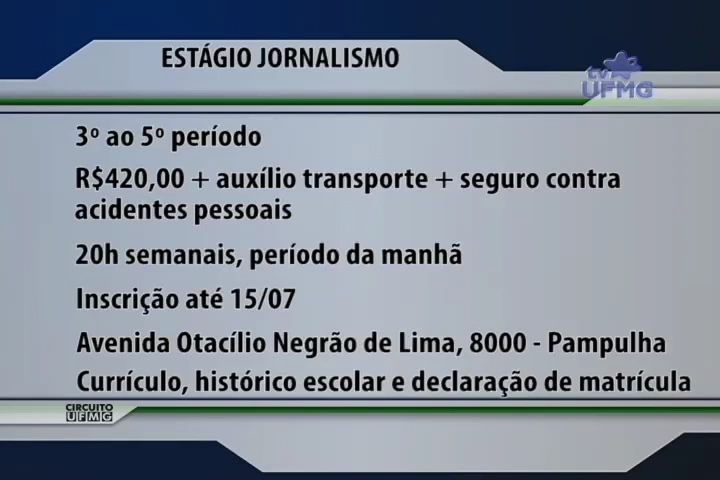 ESTÁGIO JORNALISMO
tv
UFMG
3º ao 5º período
R$420,00 + auxílio transporte + seguro contra
acidentes pessoais
20h semanais, período da manhã
Inscrição até 15/07
Avenida Otacílio Negrão de Lima, 8000 - Pampulha
Currículo, histórico escolar e declaração de matrícula
CIRCUITO
UFMG